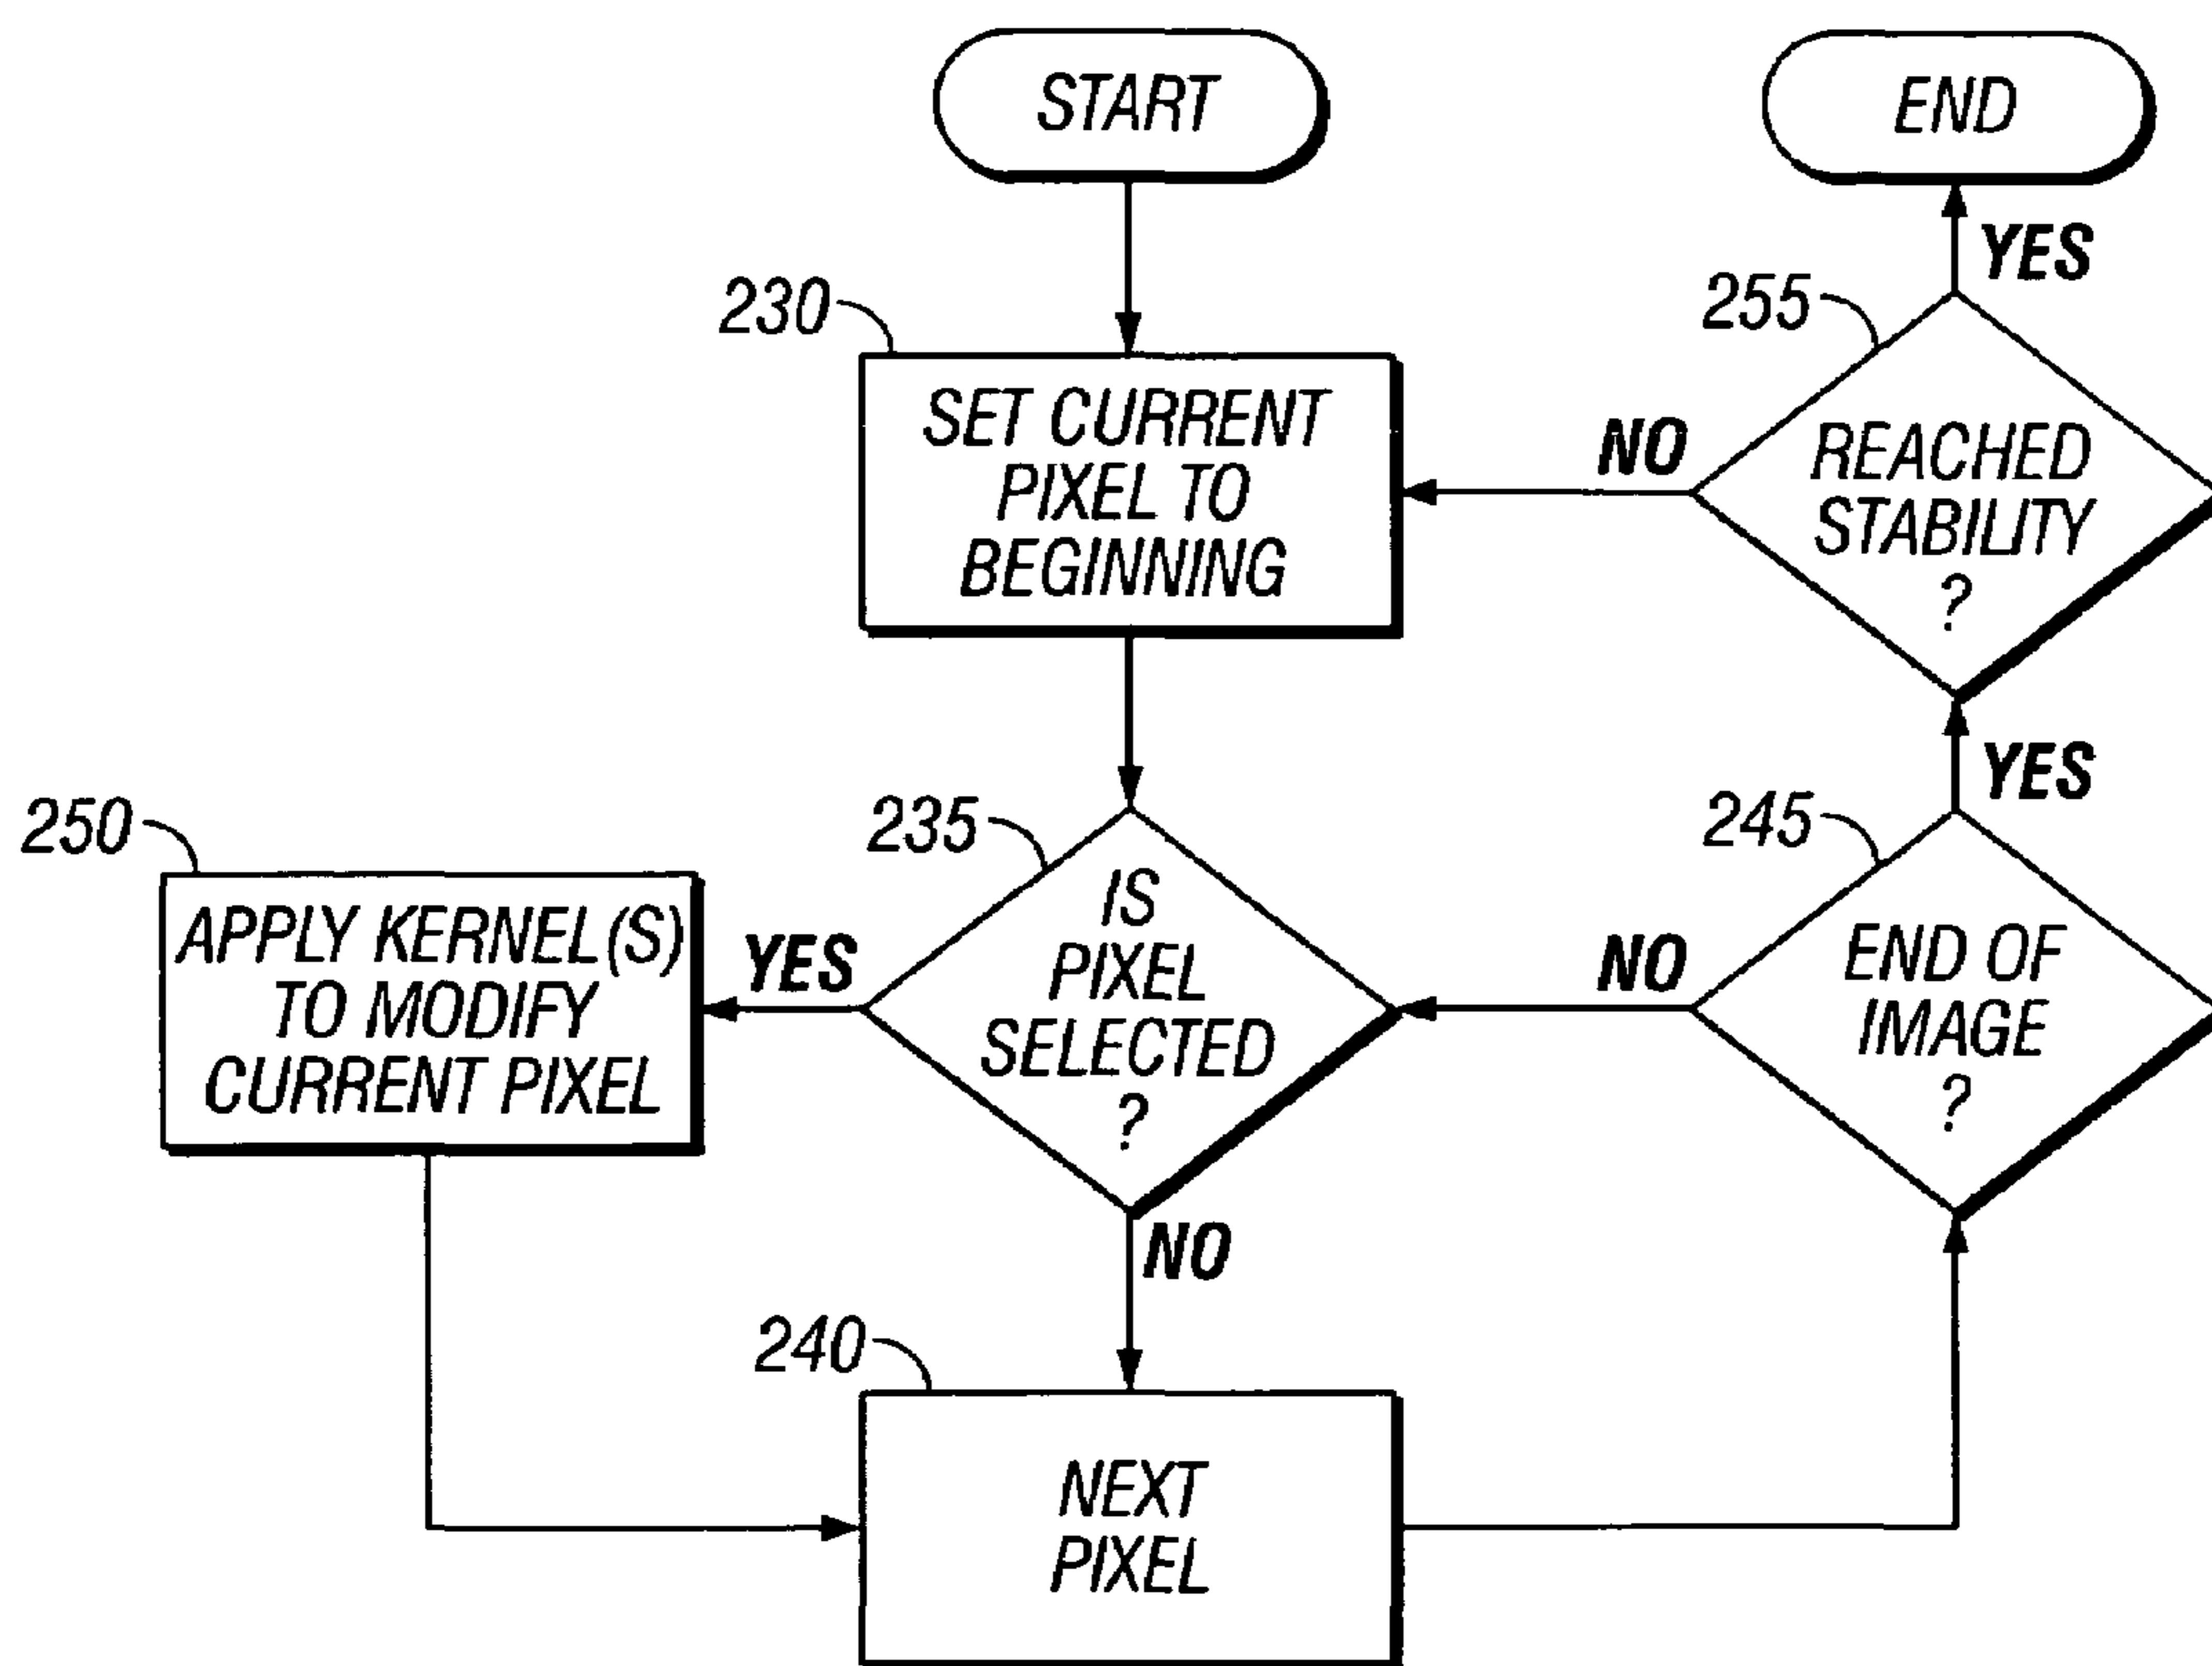 START
END
YES
230
255
SET CURRENT
PIXEL TO
BEGINNING
NO
REACHED
STABILITY
?
YES
250
235
245
APPLY KERNEL(S)
TO MODIFY
CURRENT PIXEL
YES
IS
PIXEL
SELECTED
?
NO
END OF
IMAGE
?
NO
240
NEXT
PIXEL